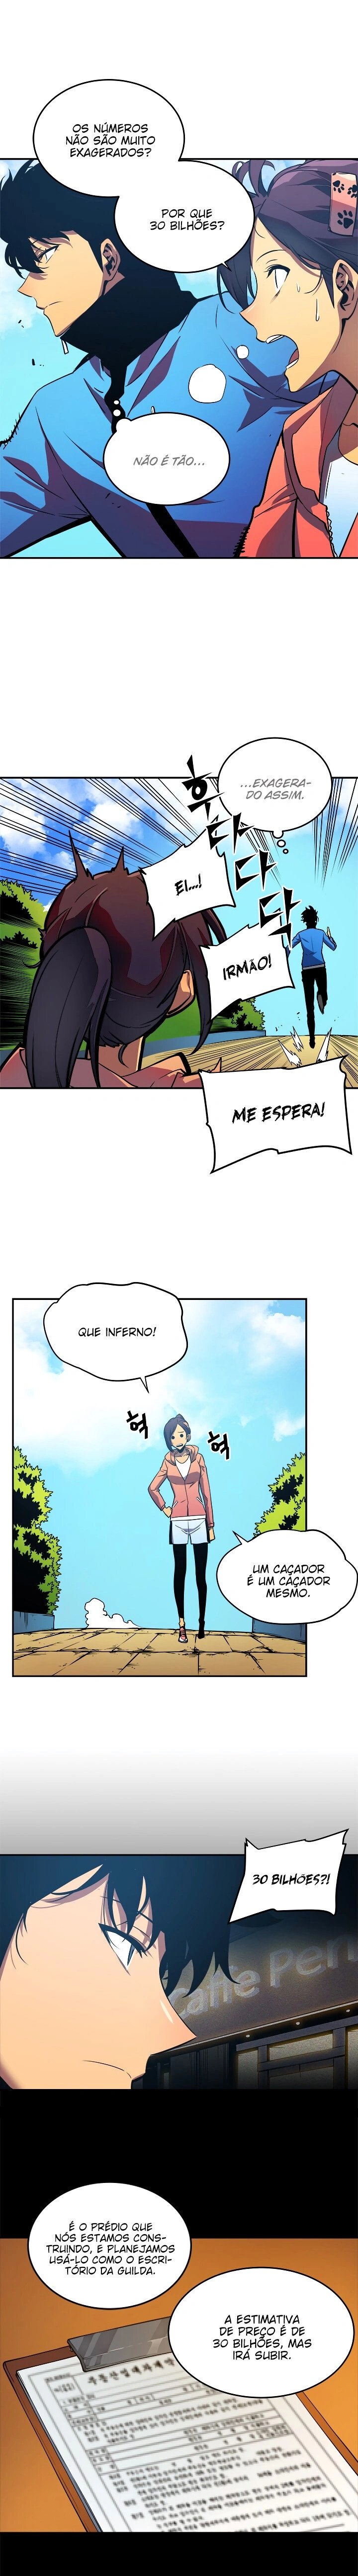 OS NÚMEROS
NÃO SÃO MUITO
EXAGERADOS?
POR QUE
30 BILHÕES?
NÃO É TÃO...
...EXAGERA-
DO ASSIM.
후다다닥
EI...!
IRMÃO!
ME ESPERA!
QUE INFERNO!
헉
헉
UM CAÇADOR
É UM CAÇADOR
MESMO.
30 BILHÕES?!
caffe Pen
É O PRÉDIO QUE
NÓS ESTAMOS CONS-
TRUINDO, E PLANEJAMOS
USÁ-LO COMO O ESCRI-
TÓRIO DA GUILDA.
A ESTIMATIVA
DE PREÇO É DE
30 BILHÕES, MAS
IRÁ SUBIR.